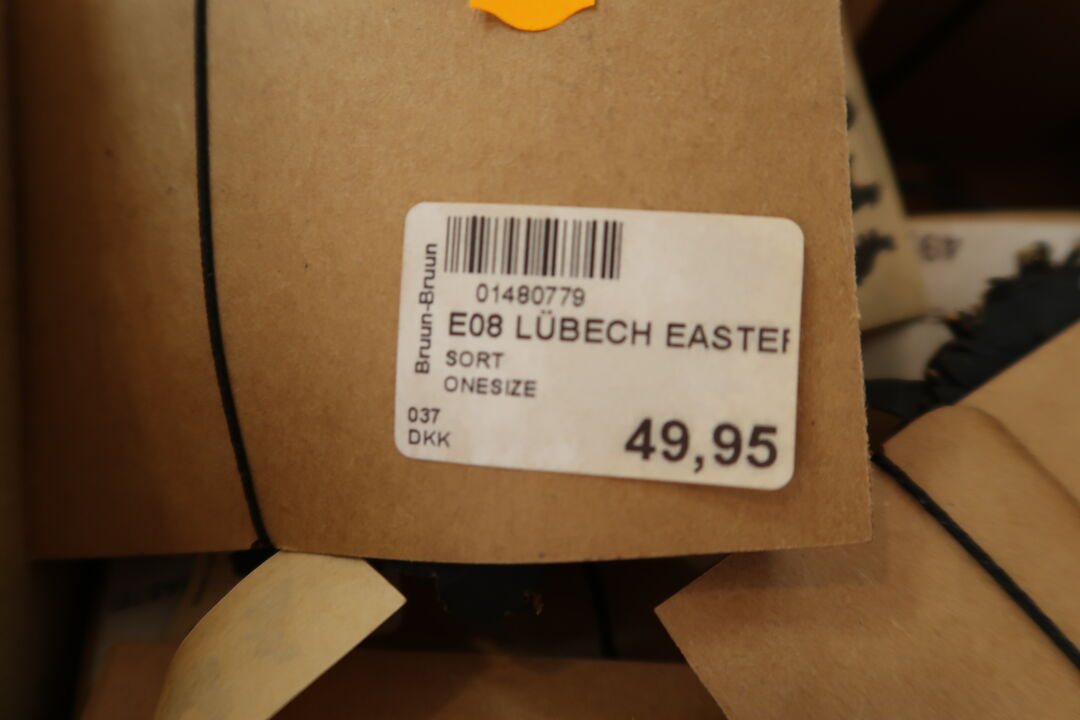 Bruun-Bruun
01480779
E08 LÜBECH EASTER
SORT
ONESIZE
037
DKK
49,95